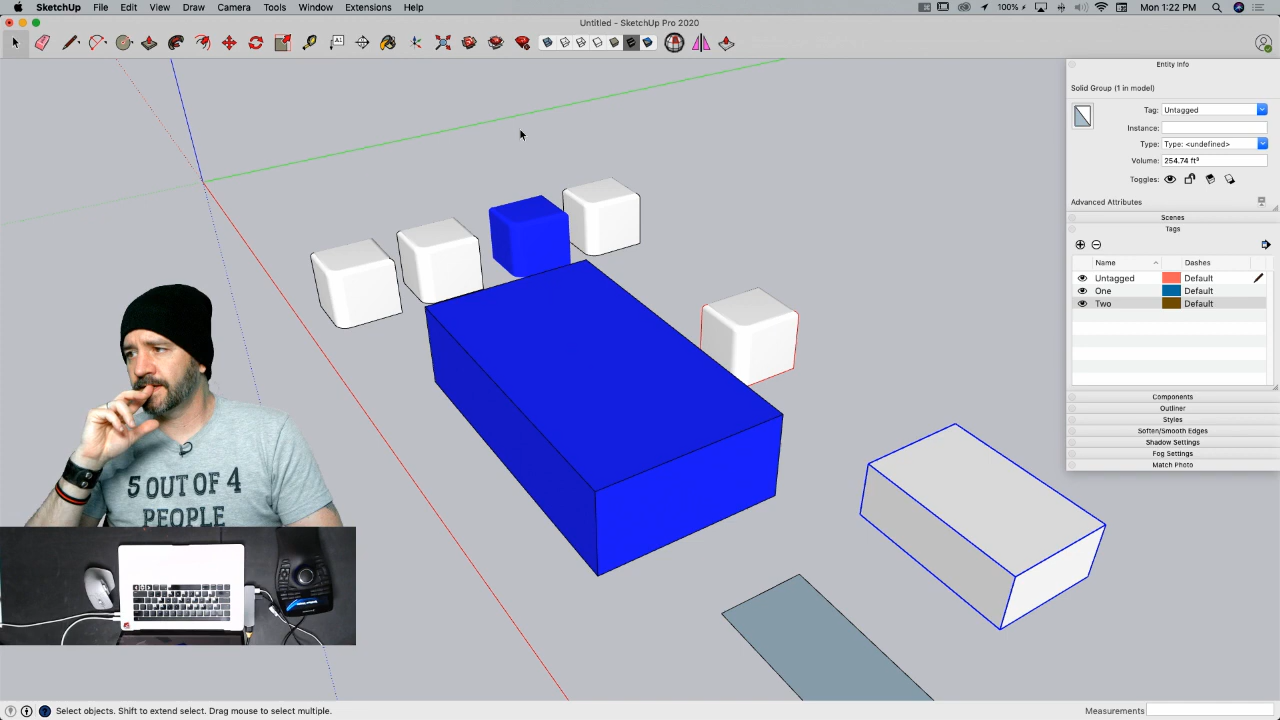 SketchUp File Edit View Draw Camera Tools Window Extensions Help
100% Mon 1:22 PM
Untitled - SketchUp Pro 2020
Entity Info
Solid Group (1 in model)
Tag: Untagged
Instance:
Type: Type: <undefined>
Volume: 254.74 ft³
Toggles:
Advanced Attributes
Scenes
Tags
Name Dashes
Untagged Default
One Default
Two Default
Components
Outliner
Styles
Soften/Smooth Edges
Shadow Settings
Fog Settings
Match Photo
5 OUT OF 4
PEOPLE
Select objects. Shift to extend select. Drag mouse to select multiple.
Measurements